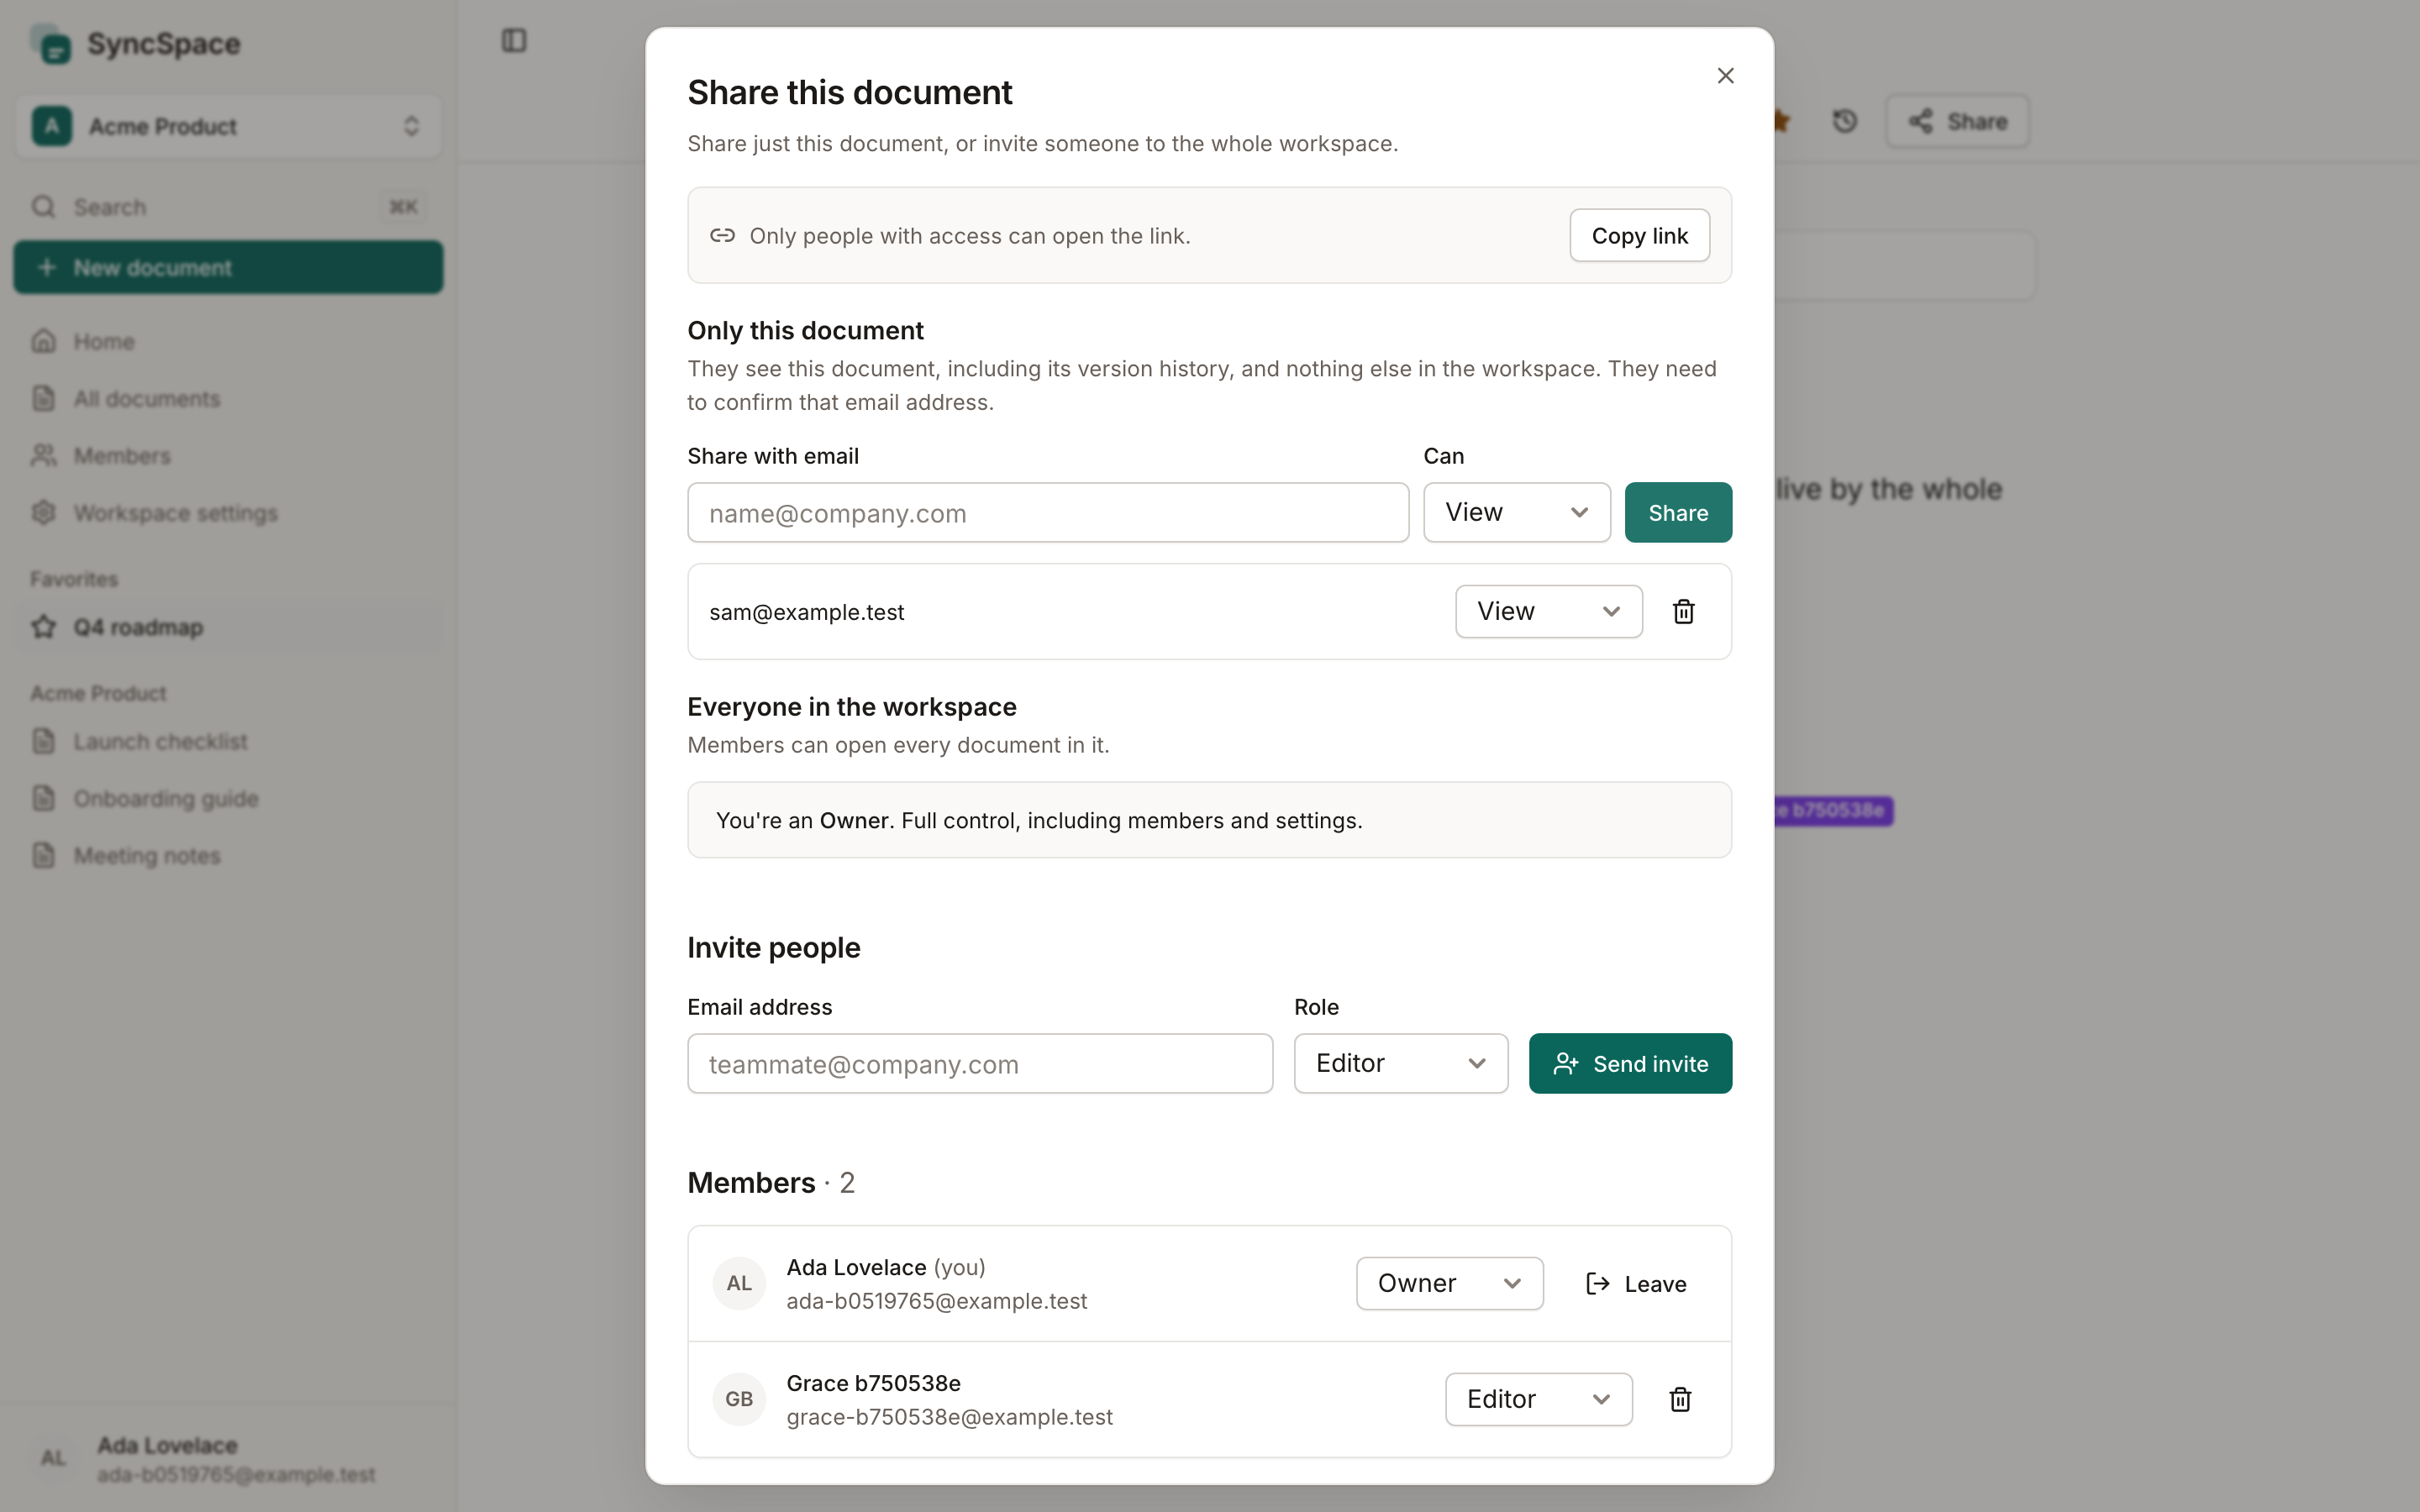 SyncSpace
A
Acme Product
Search
⌘K
New document
Home
All documents
Members
Workspace settings
Favorites
Q4 roadmap
Acme Product
Launch checklist
Onboarding guide
Meeting notes
AL
Ada Lovelace
ada-b0519765@example.test
Share
live by the whole
b750538e
Share this document
Share just this document, or invite someone to the whole workspace.
Only people with access can open the link.
Copy link
Only this document
They see this document, including its version history, and nothing else in the workspace. They need
to confirm that email address.
Share with email
Can
name@company.com
View
Share
sam@example.test
View
Everyone in the workspace
Members can open every document in it.
You're an Owner. Full control, including members and settings.
Invite people
Email address
Role
teammate@company.com
Editor
Send invite
Members · 2
AL
Ada Lovelace (you)
ada-b0519765@example.test
Owner
Leave
GB
Grace b750538e
grace-b750538e@example.test
Editor